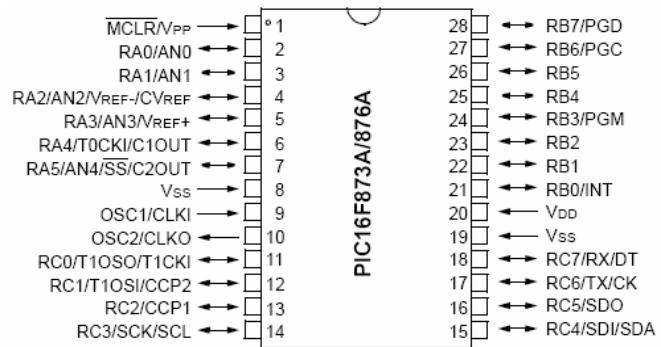 MCLR/VPP 1 28 RB7/PGD
RA0/AN0 2 27 RB6/PGC
RA1/AN1 3 26 RB5
RA2/AN2/VREF-/CVREF 4 25 RB4
RA3/AN3/VREF+ 5 24 RB3/PGM
RA4/T0CKI/C1OUT 6 23 RB2
RA5/AN4/SS/C2OUT 7 22 RB1
VSS 8 21 RB0/INT
OSC1/CLKI 9 20 VDD
OSC2/CLKO 10 19 VSS
RC0/T1OSO/T1CKI 11 18 RC7/RX/DT
RC1/T1OSI/CCP2 12 17 RC6/TX/CK
RC2/CCP1 13 16 RC5/SDO
RC3/SCK/SCL 14 15 RC4/SDI/SDA
PIC16F873A/876A